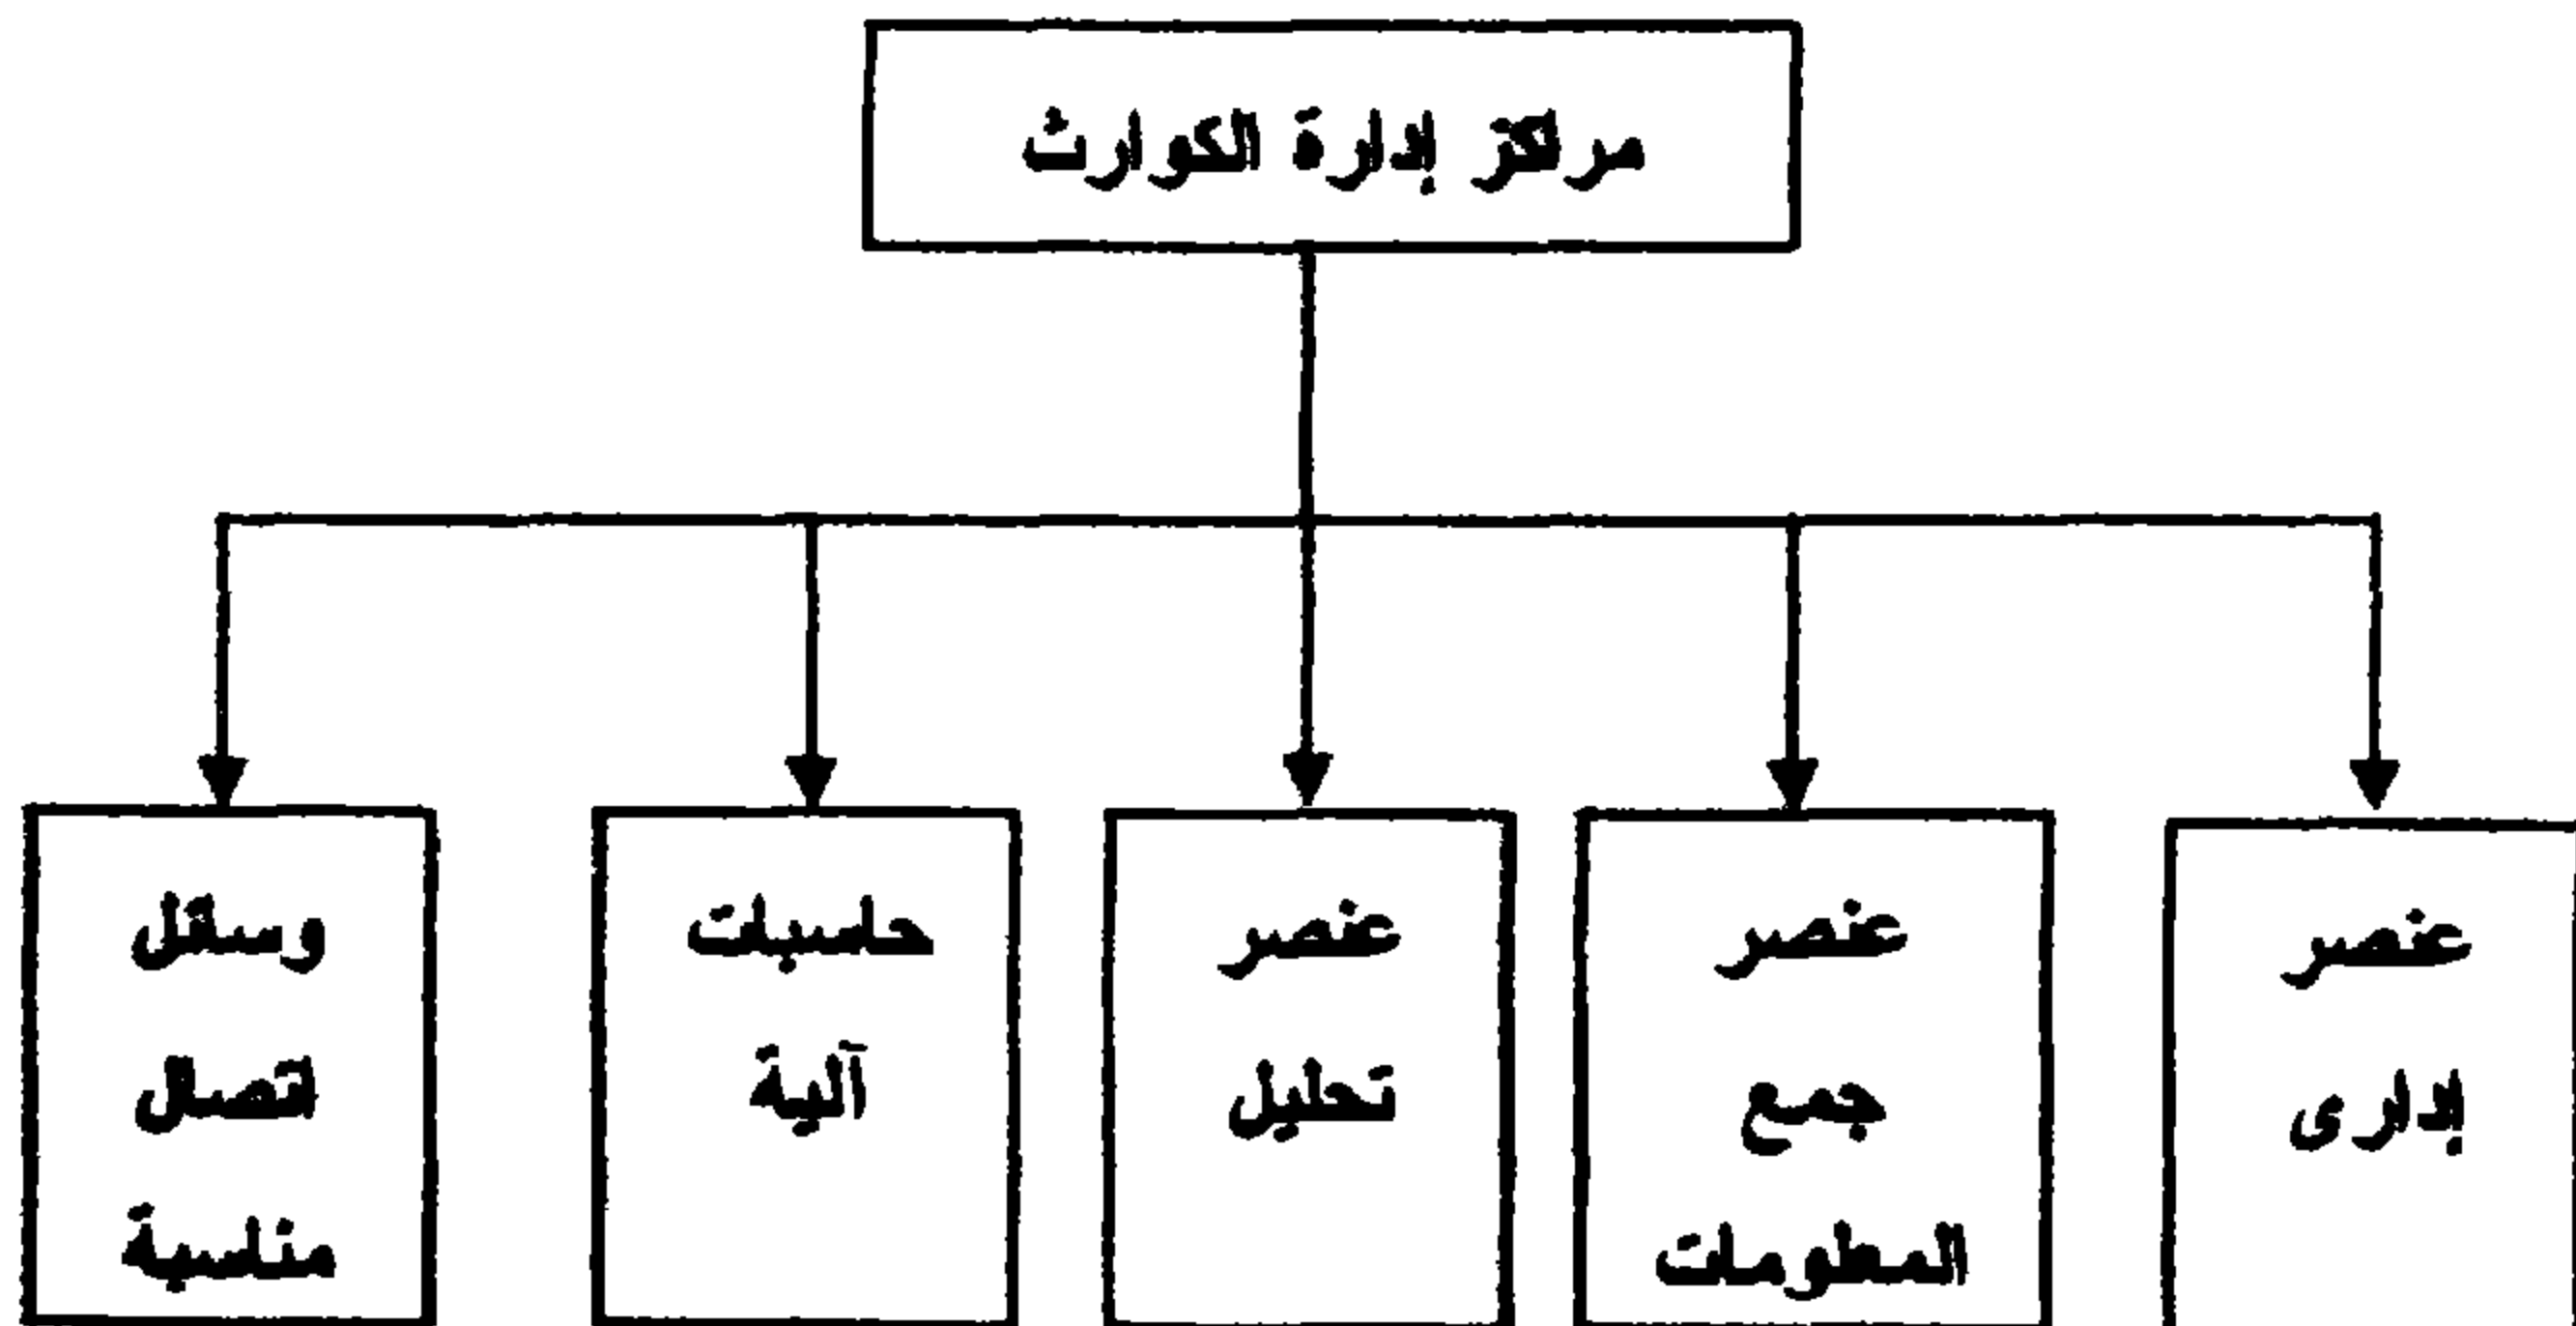 مراكز إدارة الكوارث
عنصر
إدارى
عنصر
جمع
المعلومات
عنصر
تحليل
حاسبات
آلية
وسائل
اتصال
مناسبة